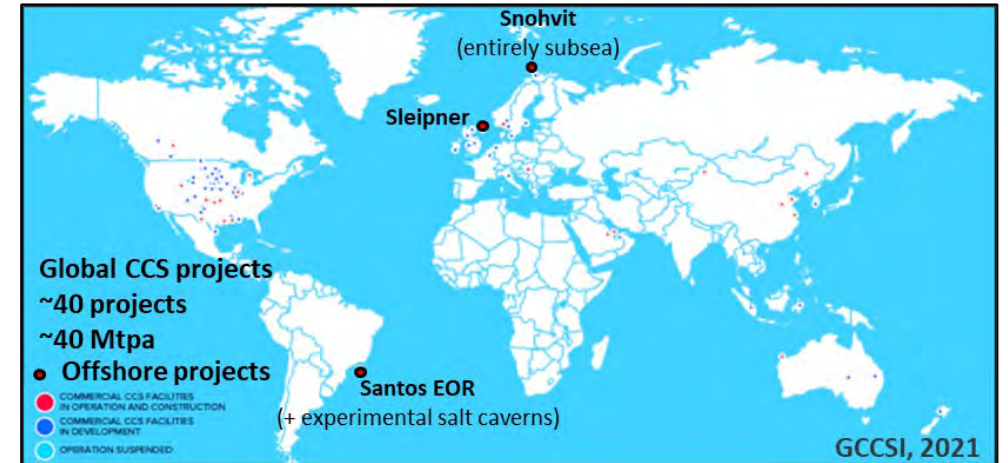 Snohvit
(entirely subsea)
Sleipner
Global CCS projects
~40 projects
~40 Mtpa
Offshore projects
COMMERCIAL CCS FACILITIES
IN OPERATION AND CONSTRUCTION
COMMERCIAL CCS FACILITIES
IN DEVELOPMENT
OPERATION SUSPENDED
Santos EOR
(+ experimental salt caverns)
GCCSI, 2021